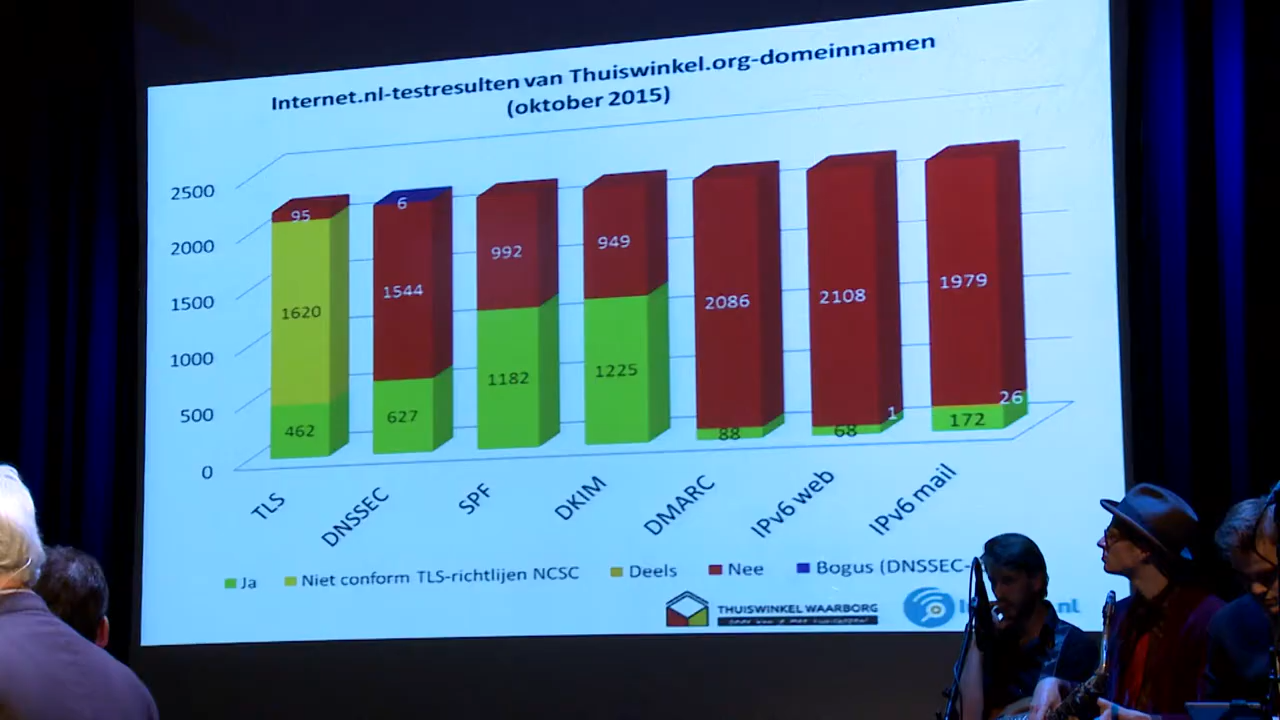 Internet.nl-testresulten van Thuiswinkel.org-domeinnamen
(oktober 2015)
2500
2000
1500
1000
500
0
95
1620
462
6
1544
627
992
1182
949
1225
2086
88
2108
1
68
1979
26
172
TLS
DNSSEC
SPF
DKIM
DMARC
IPv6 web
IPv6 mail
Ja
Niet conform TLS-richtlijen NCSC
Deels
Nee
Bogus (DNSSEC-
THUISWINKEL WAARBORG
nl